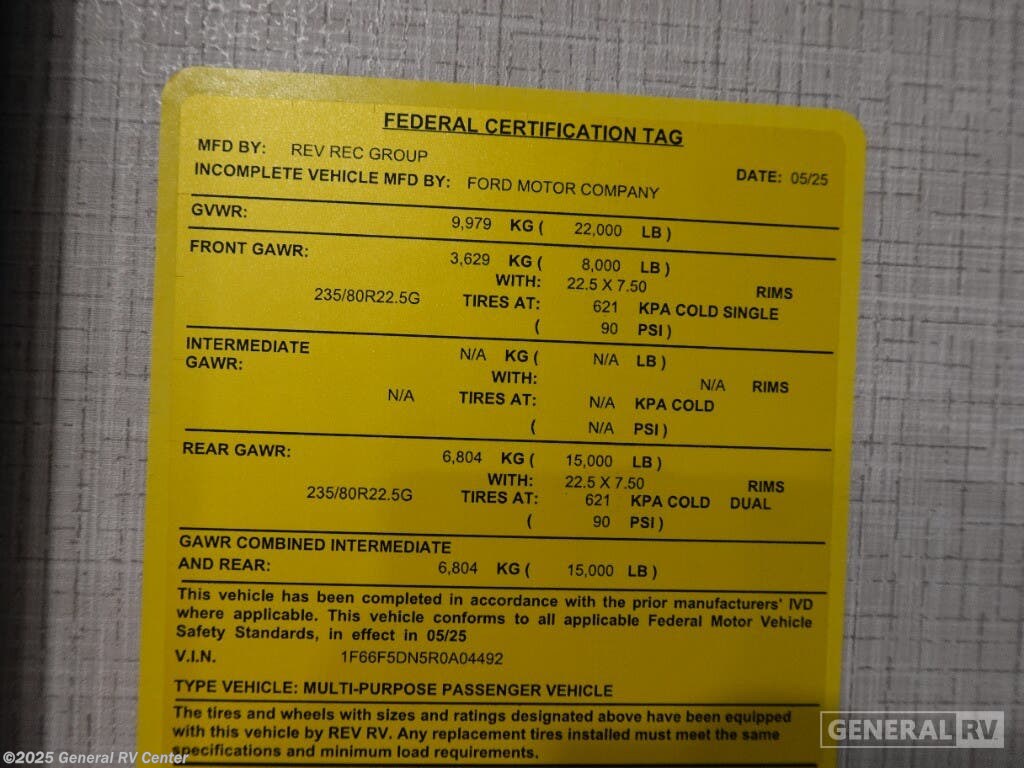 FEDERAL CERTIFICATION TAG
MFD BY: REV REC GROUP
INCOMPLETE VEHICLE MFD BY: FORD MOTOR COMPANY DATE: 05/25
GVWR: 9,979 KG ( 22,000 LB )
FRONT GAWR: 3,629 KG ( 8,000 LB )
WITH: 22.5 X 7.50 RIMS
235/80R22.5G TIRES AT: 621 KPA COLD SINGLE
( 90 PSI )
INTERMEDIATE N/A KG ( N/A LB )
GAWR: WITH: N/A RIMS
N/A TIRES AT: N/A KPA COLD
( N/A PSI )
REAR GAWR: 6,804 KG ( 15,000 LB )
WITH: 22.5 X 7.50 RIMS
235/80R22.5G TIRES AT: 621 KPA COLD DUAL
( 90 PSI )
GAWR COMBINED INTERMEDIATE
AND REAR: 6,804 KG ( 15,000 LB )
This vehicle has been completed in accordance with the prior manufacturers' IVD
where applicable. This vehicle conforms to all applicable Federal Motor Vehicle
Safety Standards, in effect in 05/25
V.I.N. 1F66F5DN5R0A04492
TYPE VEHICLE: MULTI-PURPOSE PASSENGER VEHICLE
The tires and wheels with sizes and ratings designated above have been equipped
with this vehicle by REV RV. Any replacement tires installed must meet the same
specifications and minimum load requirements.
GENERAL RV
©2025 General RV Center